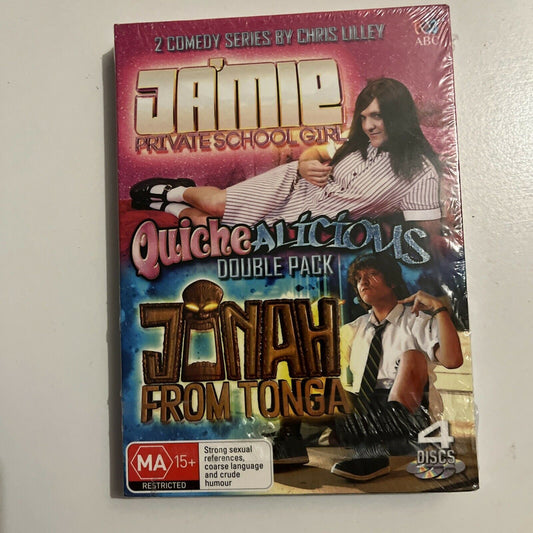 2 COMEDY SERIES BY CHRIS LILLEY
ABC
JA'MIE
PRIVATE SCHOOL GIRL
QuicheALiCiOUS
DOUBLE PACK
JONAH
FROM TONGA
4
DISCS
MA 15+
RESTRICTED
Strong sexual
references,
coarse language
and crude
humour